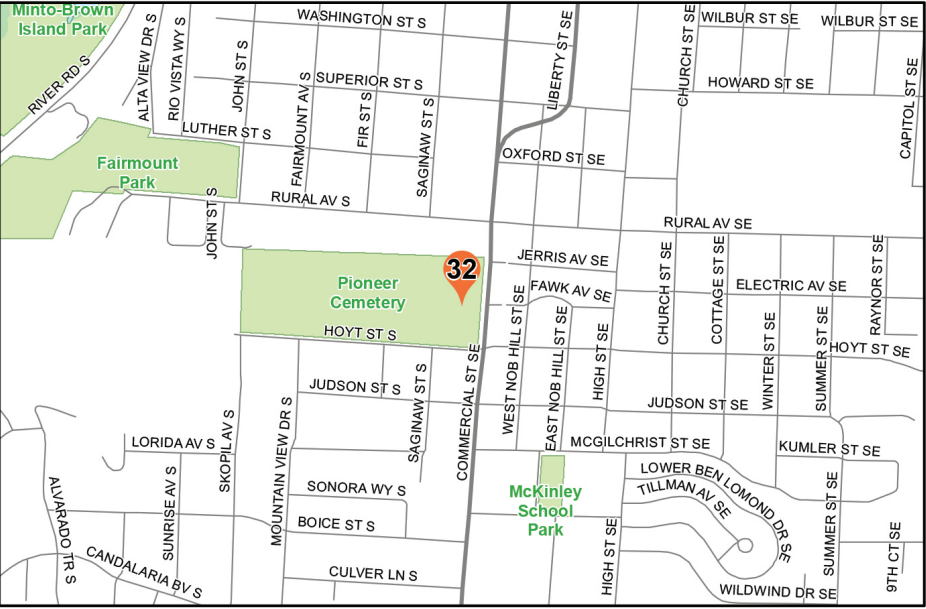 Minto-Brown
Island Park
WASHINGTON ST S
LIBERTY ST SE
CHURCH ST SE
WILBUR ST SE
WILBUR ST SE
RIVER RD S
ALTA VIEW DR S
RIO VISTA WY S
JOHN ST S
SUPERIOR ST S
HOWARD ST SE
CAPITOL ST SE
LUTHER ST S
FAIRMOUNT AV S
FIR ST S
SAGINAW ST S
OXFORD ST SE
Fairmount
Park
RURAL AV S
JOHN ST S
RURAL AV SE
32
JERRIS AV SE
Pioneer
Cemetery
FAWK AV SE
CHURCH ST SE
COTTAGE ST SE
ELECTRIC AV SE
RAYNOR ST SE
HOYT ST S
WEST NOB HILL ST SE
EAST NOB HILL ST SE
HIGH ST SE
WINTER ST SE
SUMMER ST SE
HOYT ST SE
COMMERCIAL ST SE
JUDSON ST S
SAGINAW ST S
JUDSON ST SE
LORIDA AV S
SKOPIL AV S
MOUNTAIN VIEW DR S
MCGILCHRIST ST SE
KUMLER ST SE
ALVARADO TR S
SUNRISE AV S
SONORA WY S
McKinley
School
Park
LOWER BEN LOMOND DR SE
TILLMAN AV SE
BOICE ST S
HIGH ST SE
SUMMER ST SE
9TH CT SE
CANDALARIA BV S
CULVER LN S
WILDWIND DR SE